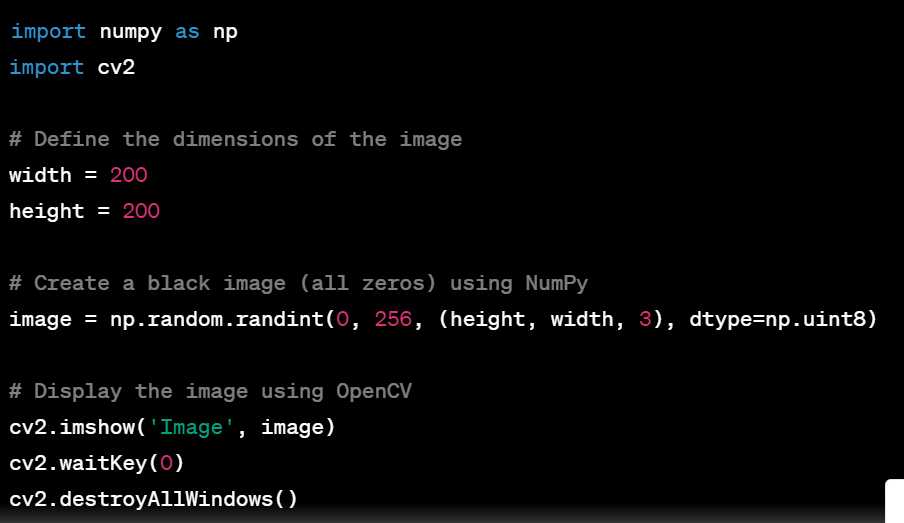 import numpy as np
import cv2
# Define the dimensions of the image
width = 200
height = 200
# Create a black image (all zeros) using NumPy
image = np.random.randint(0, 256, (height, width, 3), dtype=np.uint8)
# Display the image using OpenCV
cv2.imshow('Image', image)
cv2.waitKey(0)
cv2.destroyAllWindows()